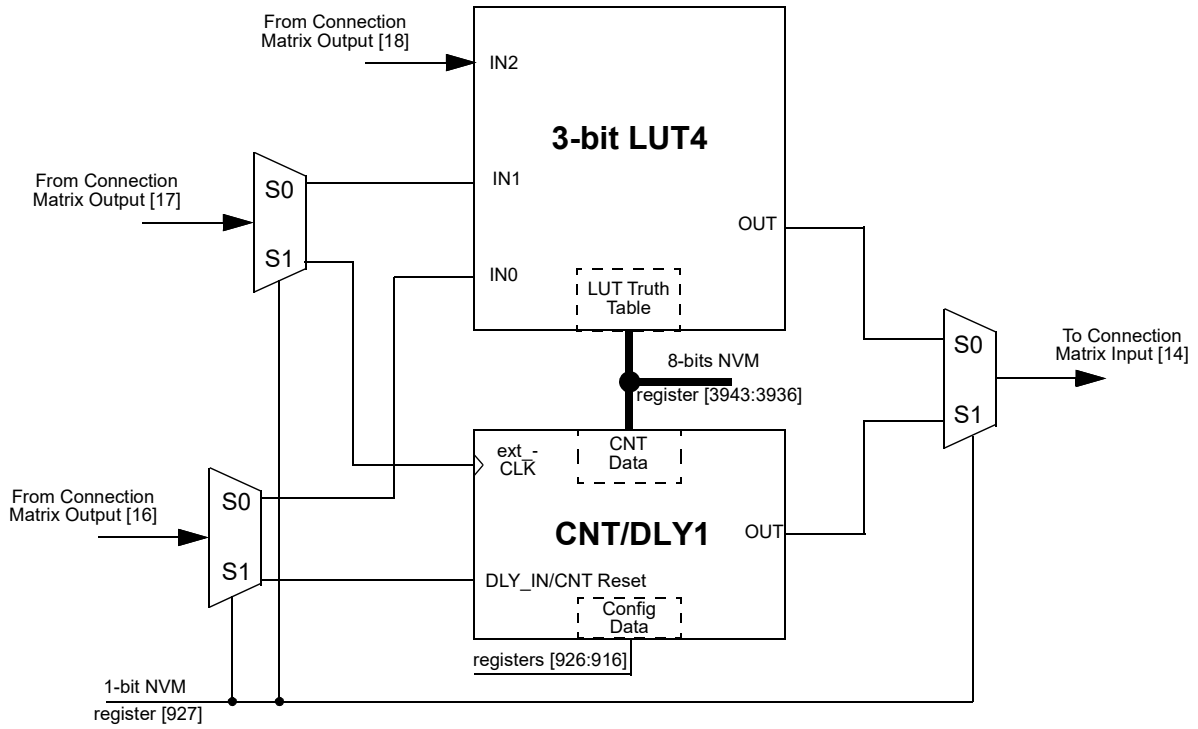 From Connection
Matrix Output [18]
IN2
3-bit LUT4
From Connection
Matrix Output [17]
S0
S1
IN1
IN0
OUT
LUT Truth
Table
S0
S1
To Connection
Matrix Input [14]
8-bits NVM
register [3943:3936]
From Connection
Matrix Output [16]
S0
S1
ext_-
CLK
CNT
Data
CNT/DLY1
OUT
DLY_IN/CNT Reset
Config
Data
registers [926:916]
1-bit NVM
register [927]